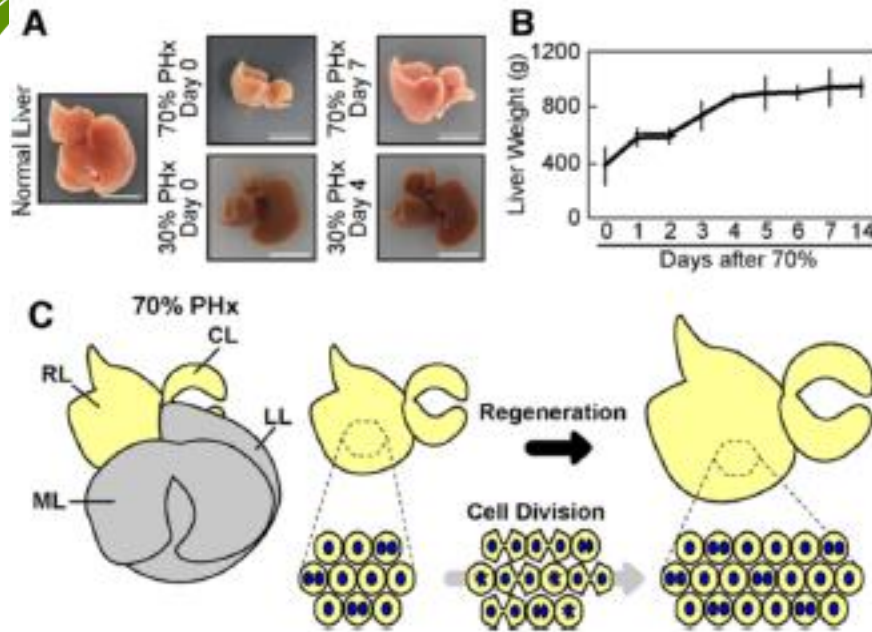 A
Normal Liver
70% PHx
Day 0
70% PHx
Day 7
30% PHx
Day 0
30% PHx
Day 4
B
Liver Weight (g)
1200
800
400
0
0 1 2 3 4 5 6 7 14
Days after 70%
C
70% PHx
CL
RL
LL
ML
Regeneration
Cell Division